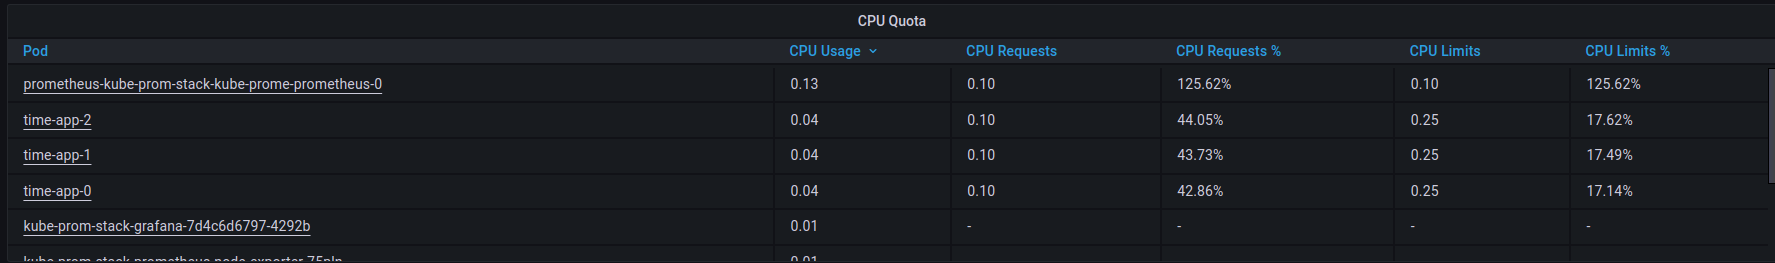 CPU Quota
Pod CPU Usage CPU Requests CPU Requests % CPU Limits CPU Limits %
prometheus-kube-prom-stack-kube-prome-prometheus-0 0.13 0.10 125.62% 0.10 125.62%
time-app-2 0.04 0.10 44.05% 0.25 17.62%
time-app-1 0.04 0.10 43.73% 0.25 17.49%
time-app-0 0.04 0.10 42.86% 0.25 17.14%
kube-prom-stack-grafana-7d4c6d6797-4292b 0.01 - - - -
0.01